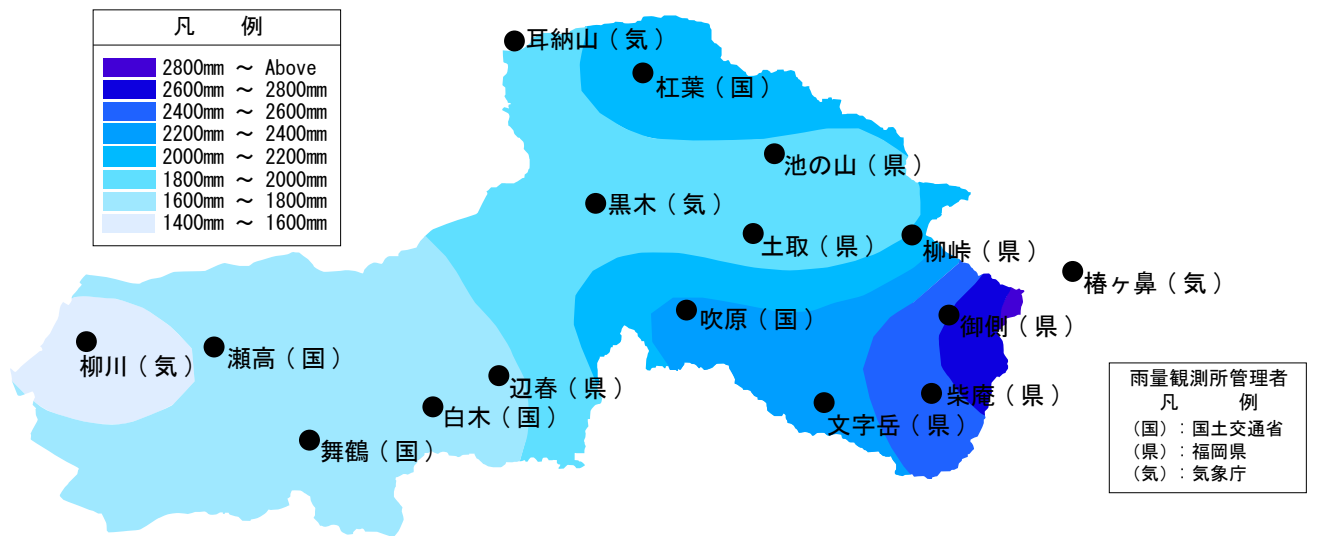 凡　例
2800mm ～ Above
2600mm ～ 2800mm
2400mm ～ 2600mm
2200mm ～ 2400mm
2000mm ～ 2200mm
1800mm ～ 2000mm
1600mm ～ 1800mm
1400mm ～ 1600mm
耳納山（気）
杠葉（国）
池の山（県）
黒木（気）
土取（県）
柳峠（県）
椿ヶ鼻（気）
吹原（国）
御側（県）
柳川（気）
瀬高（国）
辺春（県）
白木（国）
文字岳（県）
柴庵（県）
舞鶴（国）
雨量観測所管理者
凡　例
（国）：国土交通省
（県）：福岡県
（気）：気象庁